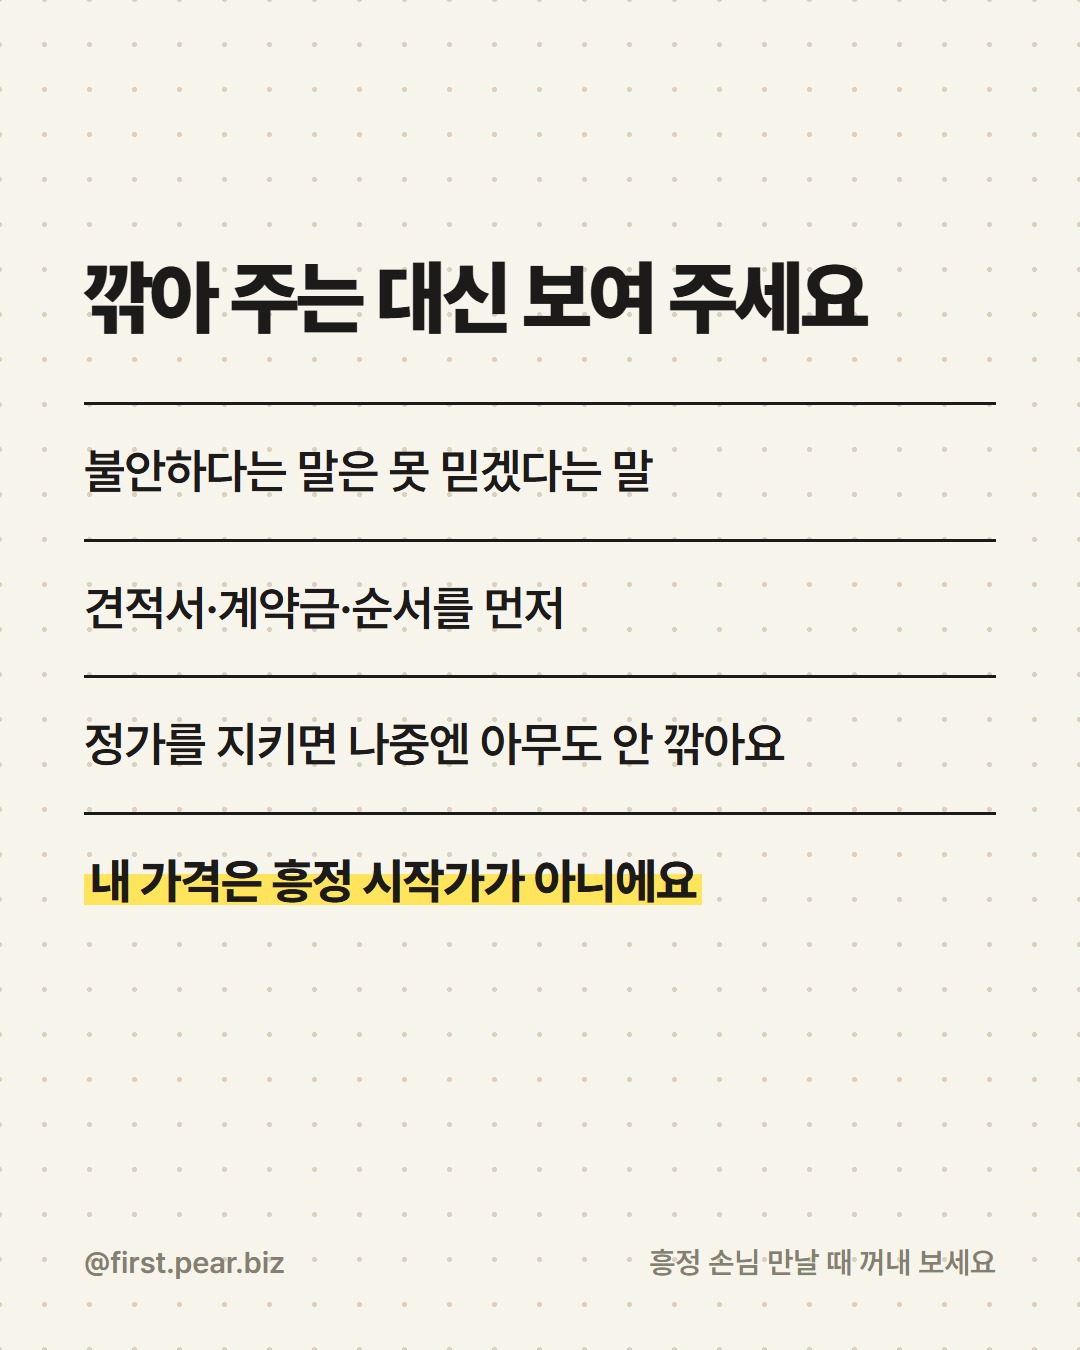 깎아 주는 대신 보여 주세요
불안하다는 말은 못 믿겠다는 말
견적서·계약금·순서를 먼저
정가를 지키면 나중엔 아무도 안 깎아요
내 가격은 흥정 시작가가 아니에요
@first.pear.biz
흥정 손님 만날 때 꺼내 보세요